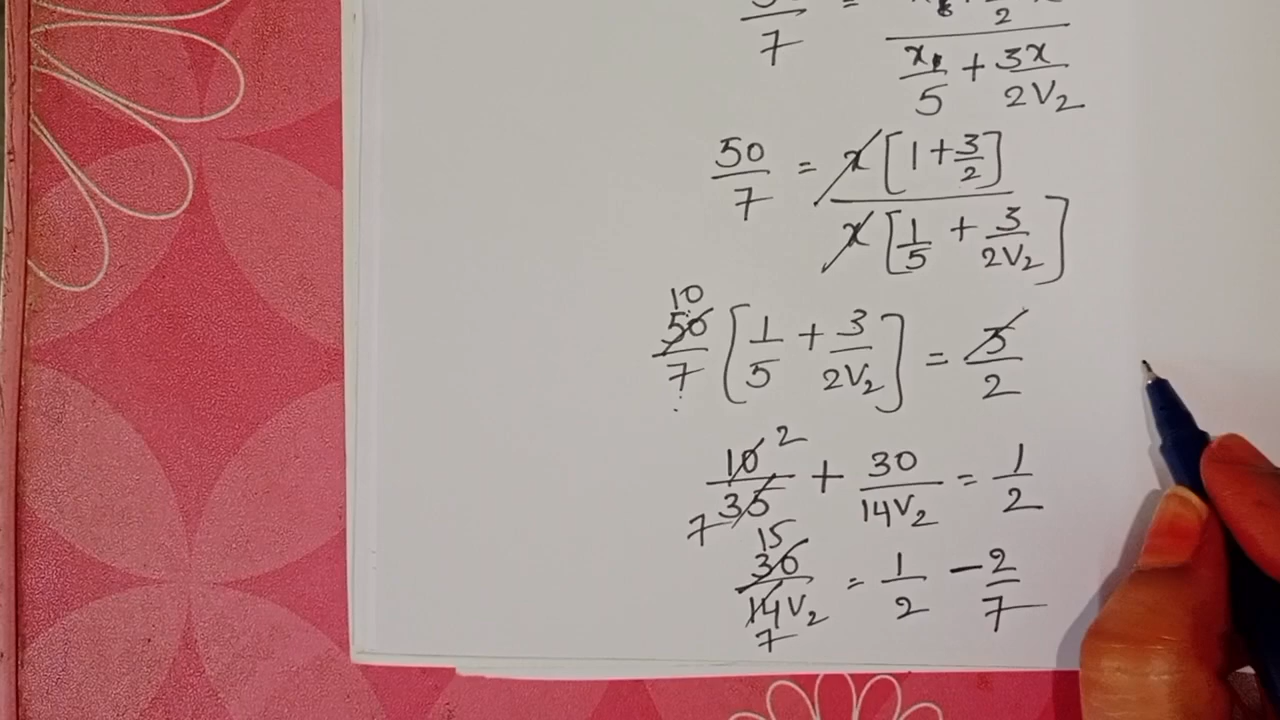 /7 = /2
x₁/5 + 3x/2V₂
50/7 = x[1 + 3/2] / x[1/5 + 3/2V₂]
10
50/7 [1/5 + 3/2V₂] = 5/2
10/35 2 7 + 30/14V₂ = 1/2
15
30/14V₂ = 1/2 - 2/7
7